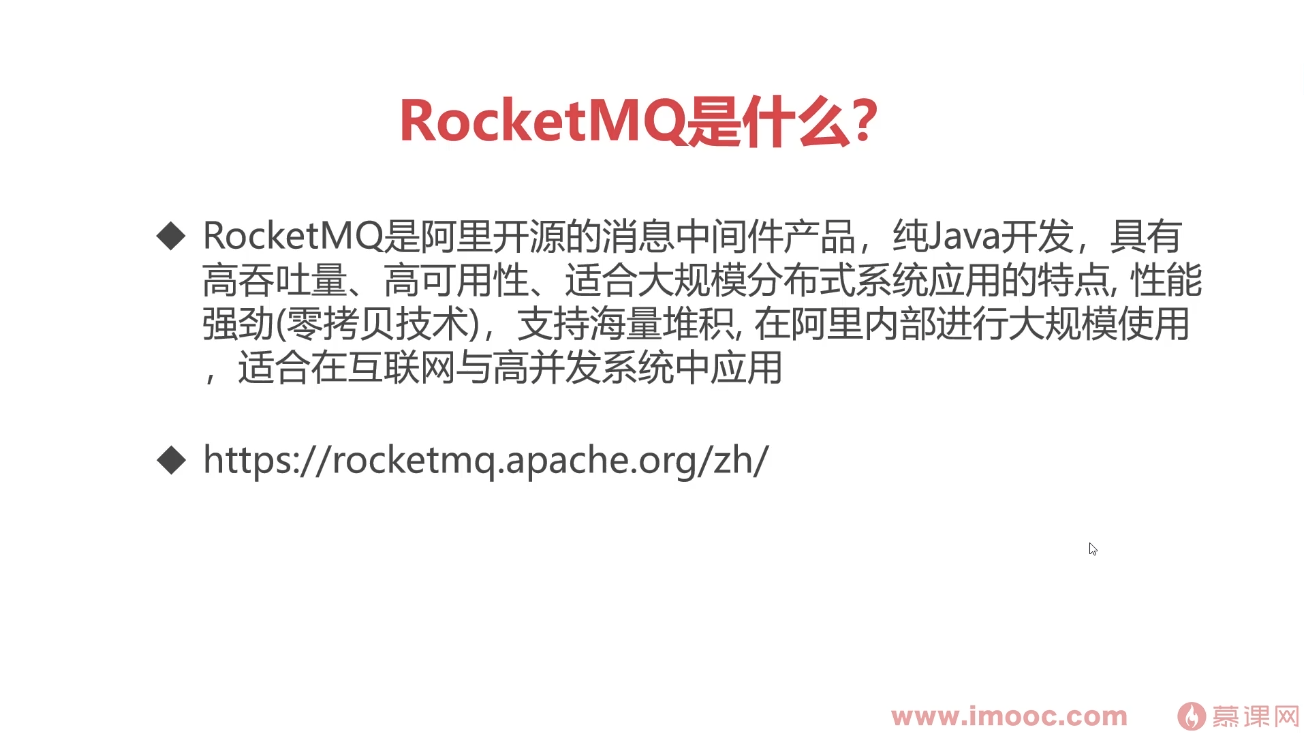 RocketMQ是什么？
◆ RocketMQ是阿里开源的消息中间件产品，纯Java开发，具有
高吞吐量、高可用性、适合大规模分布式系统应用的特点, 性能
强劲(零拷贝技术)，支持海量堆积, 在阿里内部进行大规模使用
，适合在互联网与高并发系统中应用
◆ https://rocketmq.apache.org/zh/
www.imooc.com 慕课网